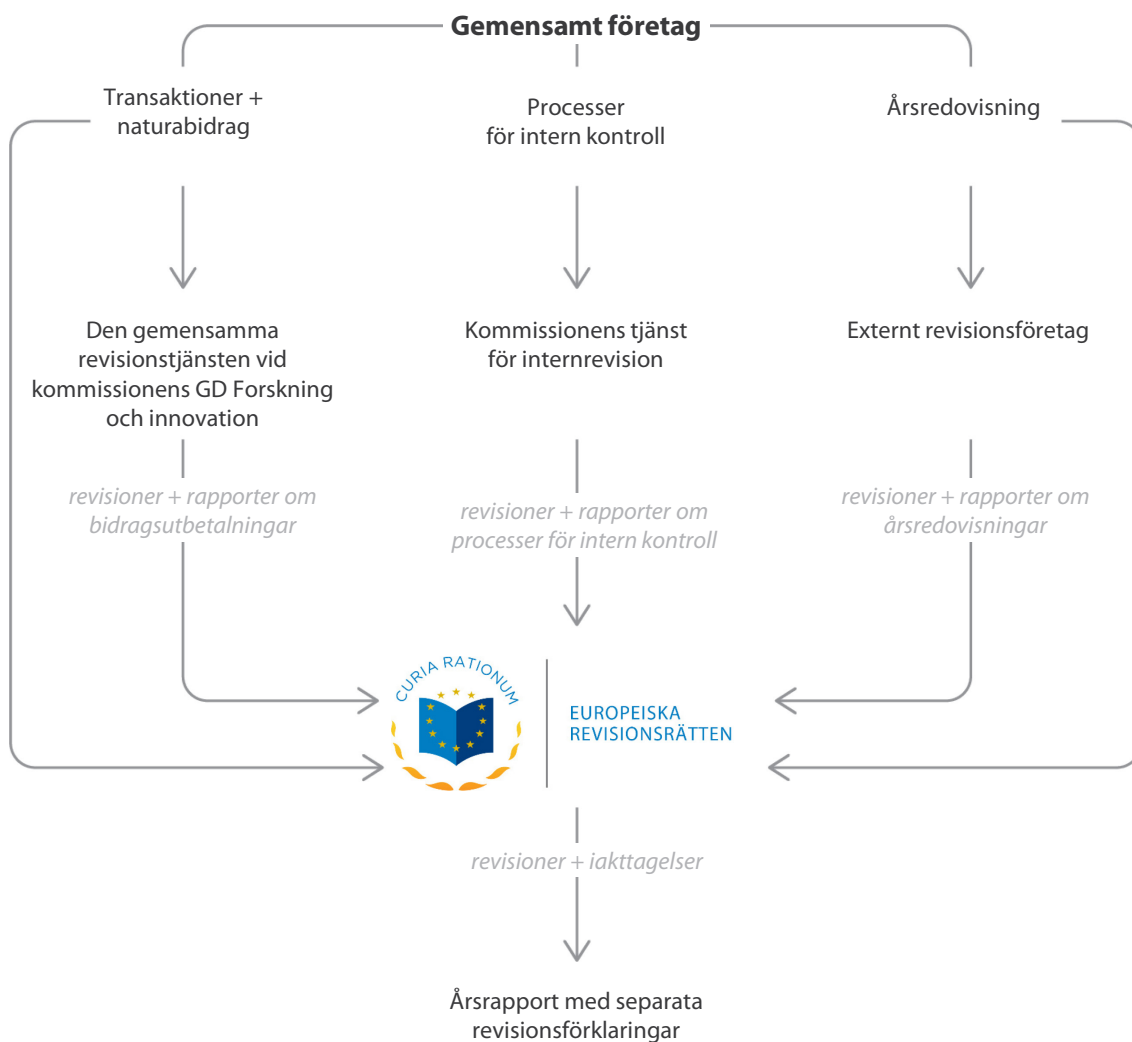 Gemensamt företag
Transaktioner +
naturabidrag
Processer
för intern kontroll
Årsredovisning
Den gemensamma
revisionstjänsten vid
kommissionens GD Forskning
och innovation
Kommissionens tjänst
för internrevision
Externt revisionsföretag
revisioner + rapporter om
bidragsutbetalningar
revisioner + rapporter om
processer för intern kontroll
revisioner + rapporter om
årsredovisningar
CURIA RATIONUM
EUROPEISKA
REVISIONSRÄTTEN
revisioner + iakttagelser
Årsrapport med separata
revisionsförklaringar